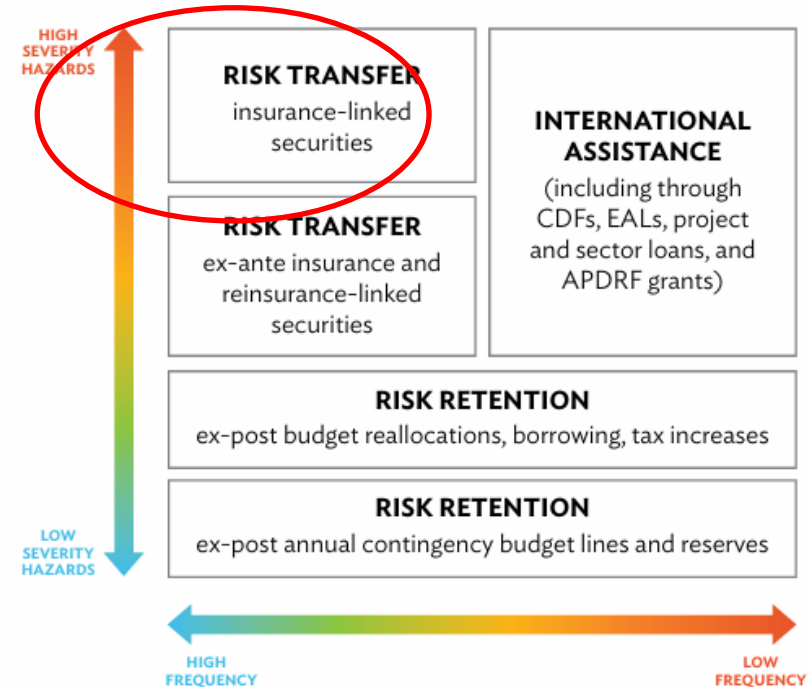 HIGH
SEVERITY
HAZARDS
RISK TRANSFER
insurance-linked
securities
INTERNATIONAL
ASSISTANCE
(including through
CDFs, EALs, project
and sector loans, and
APDRF grants)
RISK TRANSFER
ex-ante insurance and
reinsurance-linked
securities
RISK RETENTION
ex-post budget reallocations, borrowing, tax increases
RISK RETENTION
ex-post annual contingency budget lines and reserves
LOW
SEVERITY
HAZARDS
HIGH
FREQUENCY
LOW
FREQUENCY